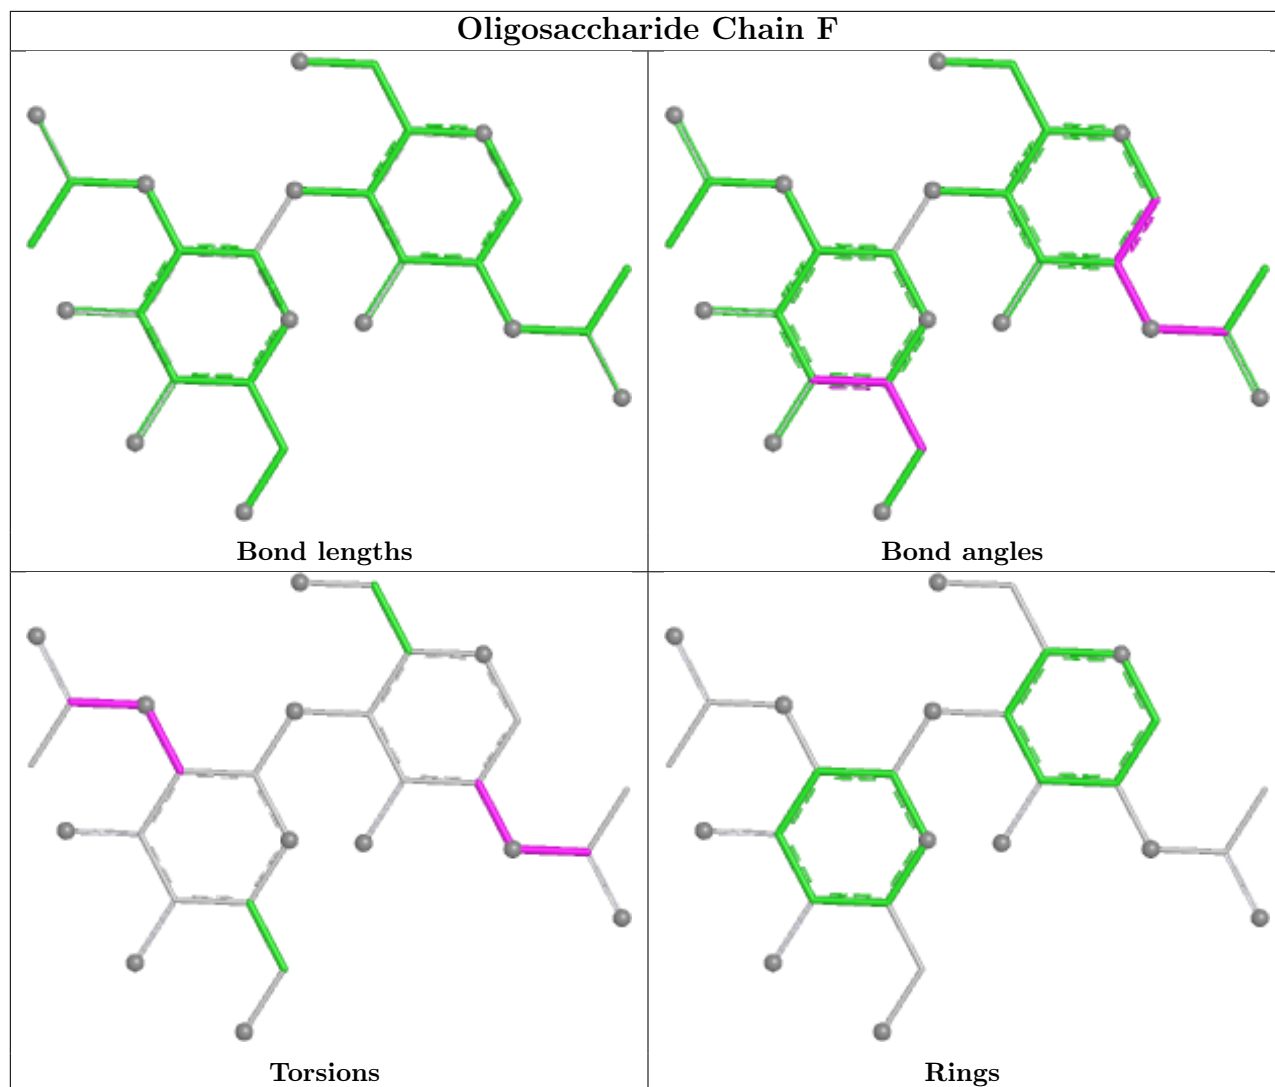 Oligosaccharide Chain F
Bond lengths
Bond angles
Torsions
Rings